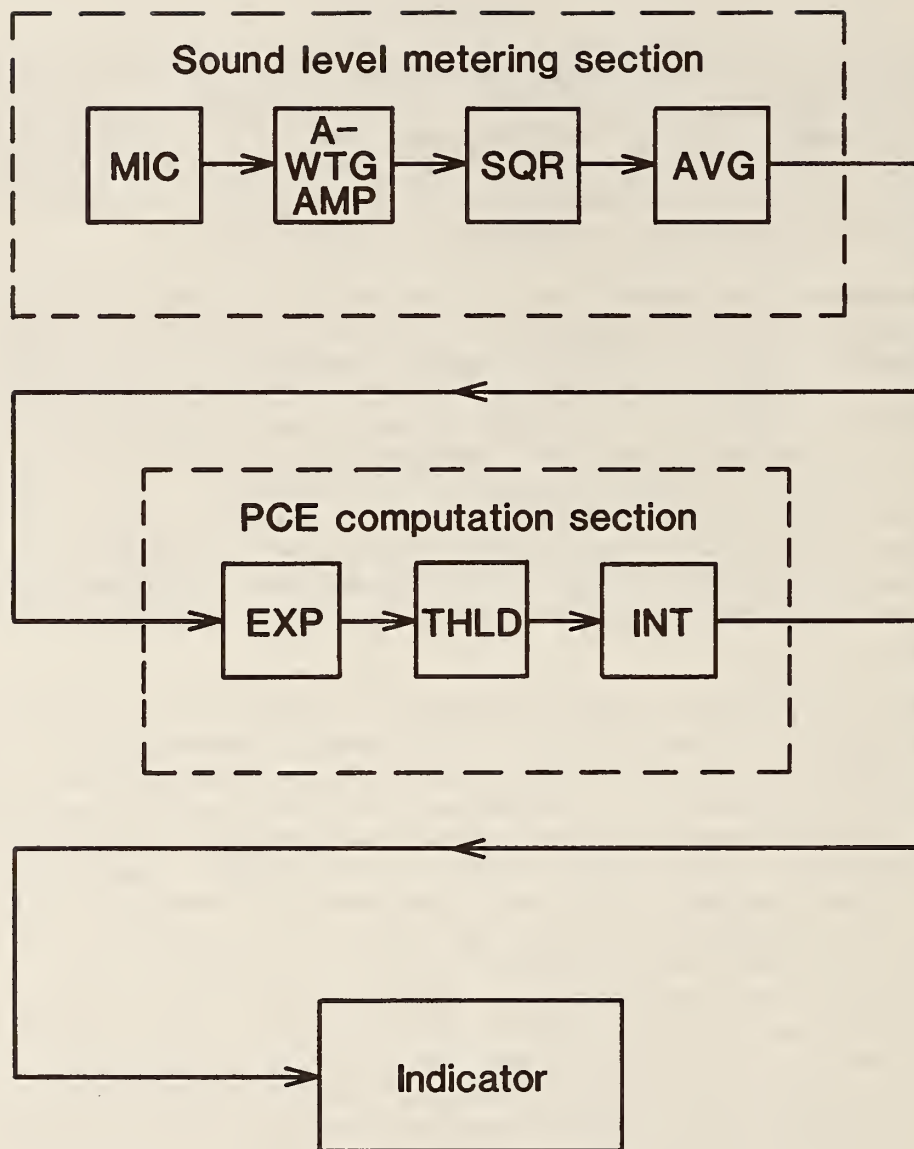 Sound level metering section
MIC
A-
WTG
AMP
SQR
AVG
PCE computation section
EXP
THLD
INT
Indicator